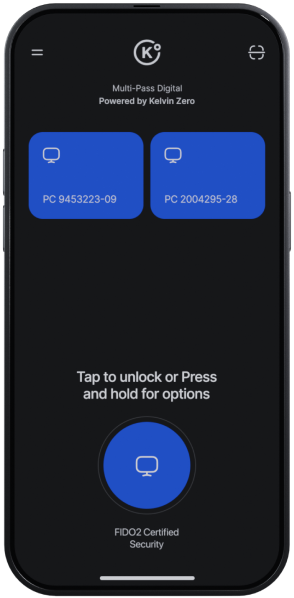 K
Multi-Pass Digital
Powered by Kelvin Zero
PC 9453223-09
PC 2004295-28
Tap to unlock or Press
and hold for options
FIDO2 Certified
Security